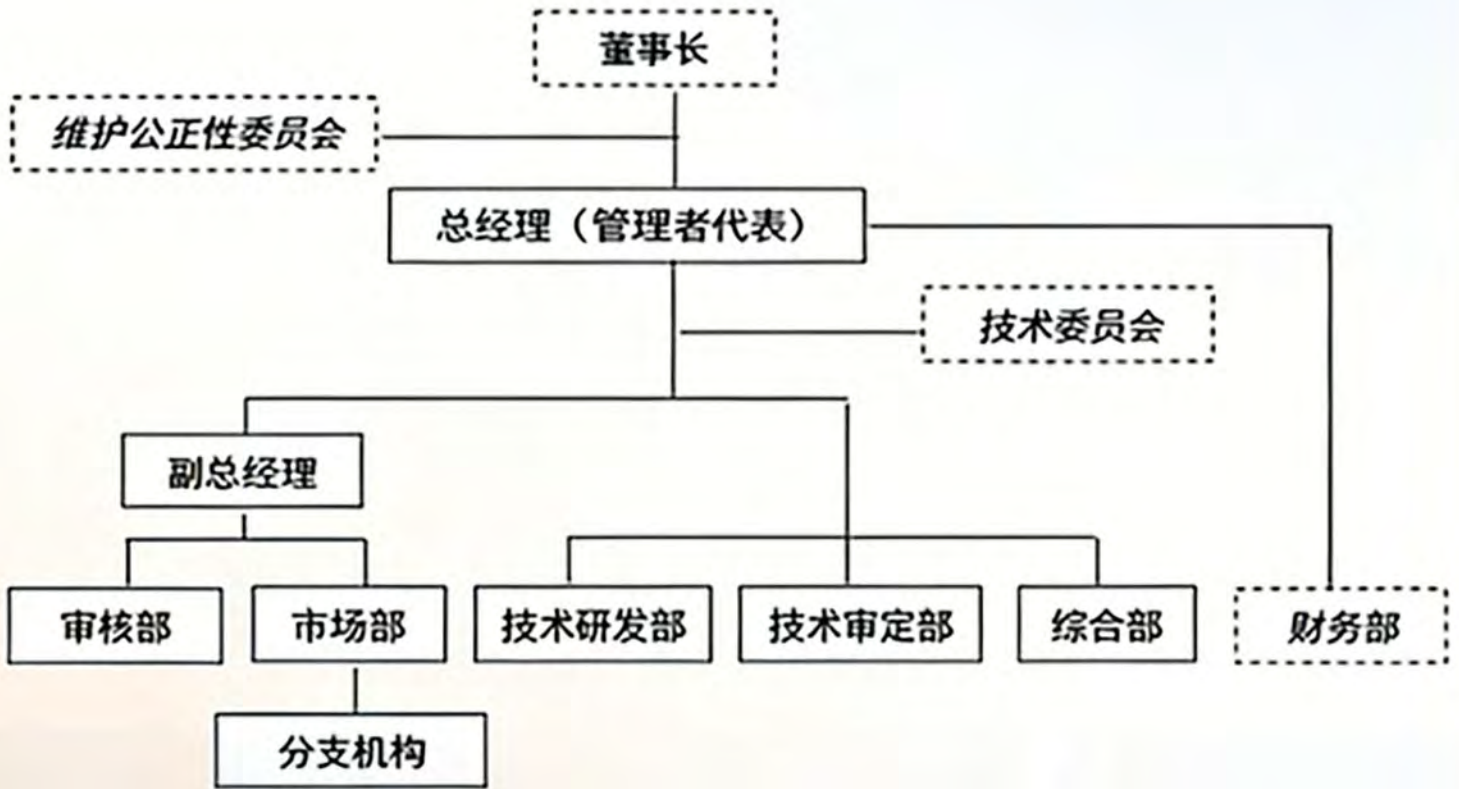 董事长
维护公正性委员会
总经理（管理者代表）
技术委员会
副总经理
审核部
市场部
技术研发部
技术审定部
综合部
财务部
分支机构